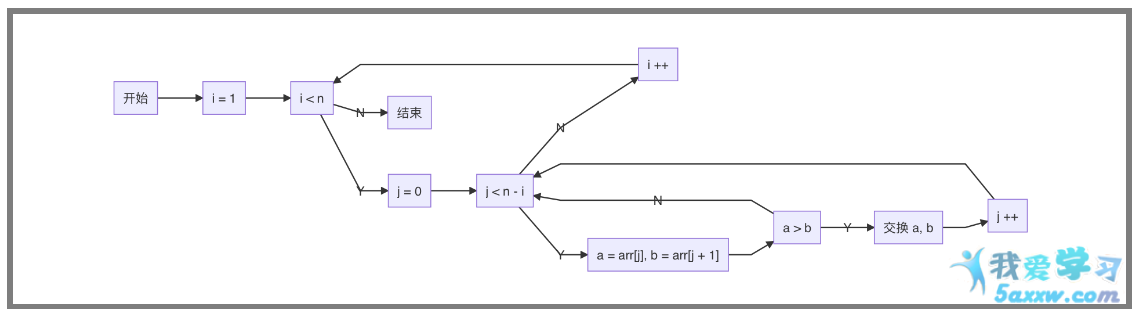 i ++
开始
i = 1
i < n
N
结束
N
Y
j = 0
j < n - i
N
a > b
Y
交换 a, b
j ++
Y
a = arr[j], b = arr[j + 1]
我爱学习
5axxw.com